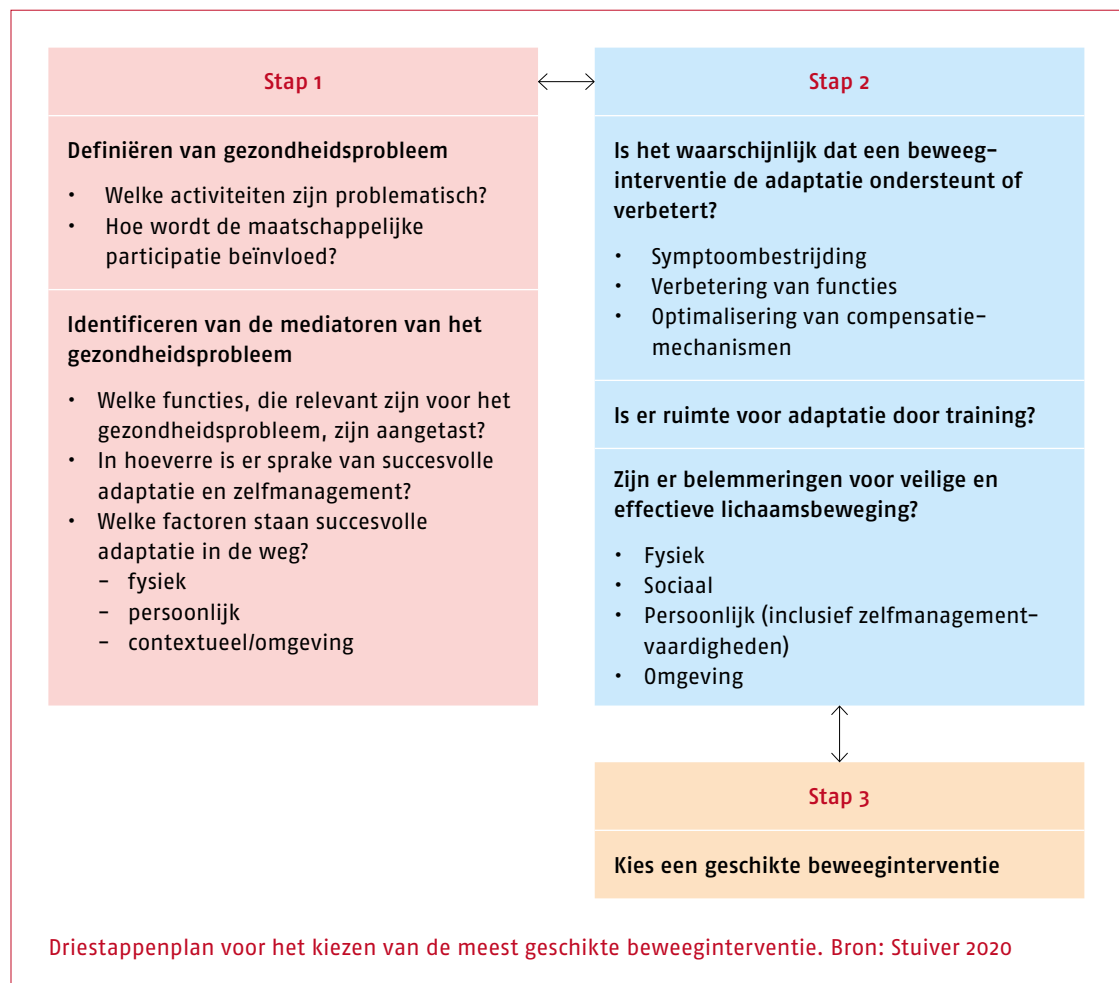 Stap 1
Definiëren van gezondheidsprobleem
• Welke activiteiten zijn problematisch?
• Hoe wordt de maatschappelijke
participatie beïnvloed?
Identificeren van de mediatoren van het
gezondheidsprobleem
• Welke functies, die relevant zijn voor het
gezondheidsprobleem, zijn aangetast?
• In hoeverre is er sprake van succesvolle
adaptatie en zelfmanagement?
• Welke factoren staan succesvolle
adaptatie in de weg?
– fysiek
– persoonlijk
– contextueel/omgeving
Stap 2
Is het waarschijnlijk dat een beweeg-
interventie de adaptatie ondersteunt of
verbetert?
• Symptoombestrijding
• Verbetering van functies
• Optimalisering van compensatie-
mechanismen
Is er ruimte voor adaptatie door training?
Zijn er belemmeringen voor veilige en
effectieve lichaamsbeweging?
• Fysiek
• Sociaal
• Persoonlijk (inclusief zelfmanagement-
vaardigheden)
• Omgeving
Stap 3
Kies een geschikte beweeginterventie
Driestappenplan voor het kiezen van de meest geschikte beweeginterventie. Bron: Stuiver 2020